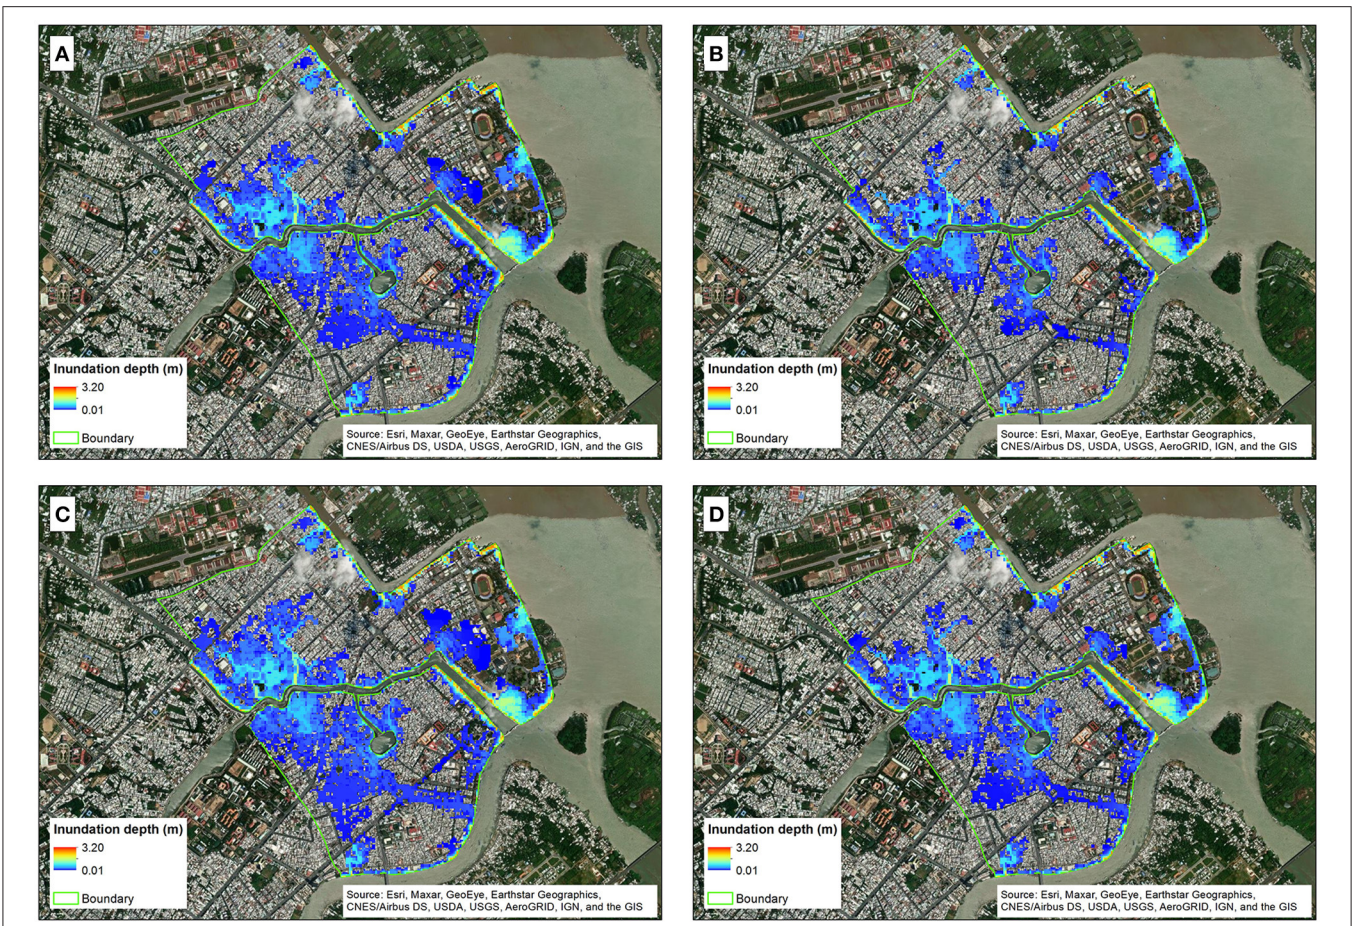 A
Inundation depth (m)
3.20
0.01
Boundary
Source: Esri, Maxar, GeoEye, Earthstar Geographics,
CNES/Airbus DS, USDA, USGS, AeroGRID, IGN, and the GIS
B
Inundation depth (m)
3.20
0.01
Boundary
Source: Esri, Maxar, GeoEye, Earthstar Geographics,
CNES/Airbus DS, USDA, USGS, AeroGRID, IGN, and the GIS
C
Inundation depth (m)
3.20
0.01
Boundary
Source: Esri, Maxar, GeoEye, Earthstar Geographics,
CNES/Airbus DS, USDA, USGS, AeroGRID, IGN, and the GIS
D
Inundation depth (m)
3.20
0.01
Boundary
Source: Esri, Maxar, GeoEye, Earthstar Geographics,
CNES/Airbus DS, USDA, USGS, AeroGRID, IGN, and the GIS